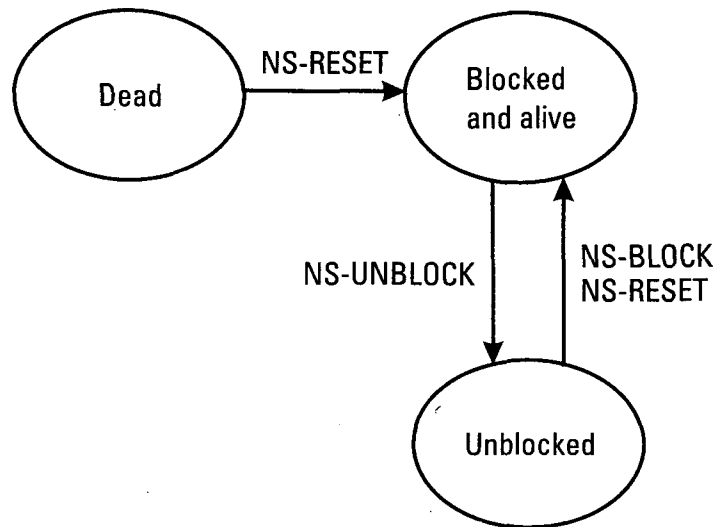 NS-RESET
Dead
Blocked
and alive
NS-UNBLOCK
NS-BLOCK
NS-RESET
Unblocked